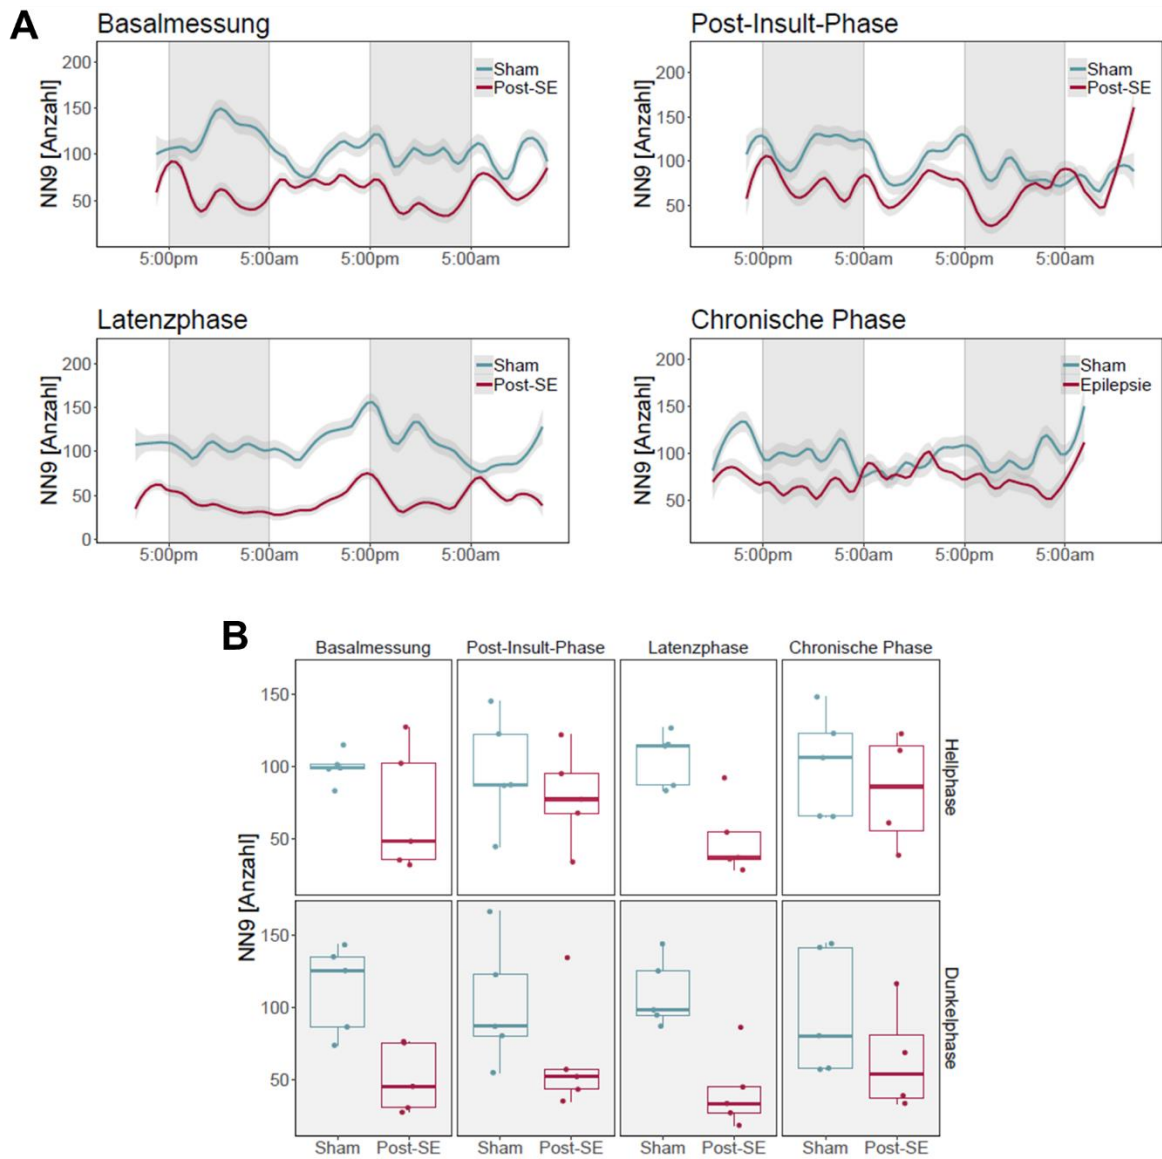 A
Basalmessung
NN9 [Anzahl]
200
150
100
50
Sham
Post-SE
5:00pm 5:00am 5:00pm 5:00am
Post-Insult-Phase
NN9 [Anzahl]
200
150
100
50
Sham
Post-SE
5:00pm 5:00am 5:00pm 5:00am
Latenzphase
NN9 [Anzahl]
200
150
100
50
0
Sham
Post-SE
5:00pm 5:00am 5:00pm 5:00am
Chronische Phase
NN9 [Anzahl]
200
150
100
50
Sham
Epilepsie
5:00pm 5:00am 5:00pm 5:00am
B
Basalmessung Post-Insult-Phase Latenzphase Chronische Phase
NN9 [Anzahl]
150
100
50
Hellphase
150
100
50
Dunkelphase
Sham Post-SE Sham Post-SE Sham Post-SE Sham Post-SE